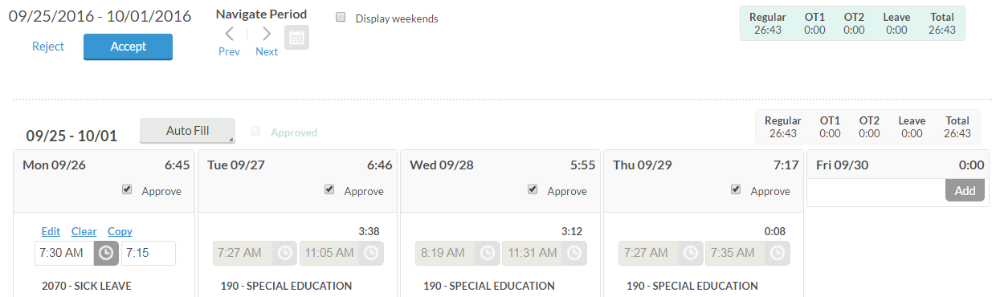 09/25/2016 - 10/01/2016
Reject
Accept
Navigate Period
Prev
Next
Display weekends
Regular OT1 OT2 Leave Total
26:43 0:00 0:00 0:00 26:43
09/25 - 10/01
Auto Fill
Approved
Regular OT1 OT2 Leave Total
26:43 0:00 0:00 0:00 26:43
Mon 09/26 6:45
Approve
Edit Clear Copy
7:30 AM 7:15
2070 - SICK LEAVE
Tue 09/27 6:46
Approve
3:38
7:27 AM 11:05 AM
190 - SPECIAL EDUCATION
Wed 09/28 5:55
Approve
3:12
8:19 AM 11:31 AM
190 - SPECIAL EDUCATION
Thu 09/29 7:17
Approve
0:08
7:27 AM 7:35 AM
190 - SPECIAL EDUCATION
Fri 09/30 0:00
Add